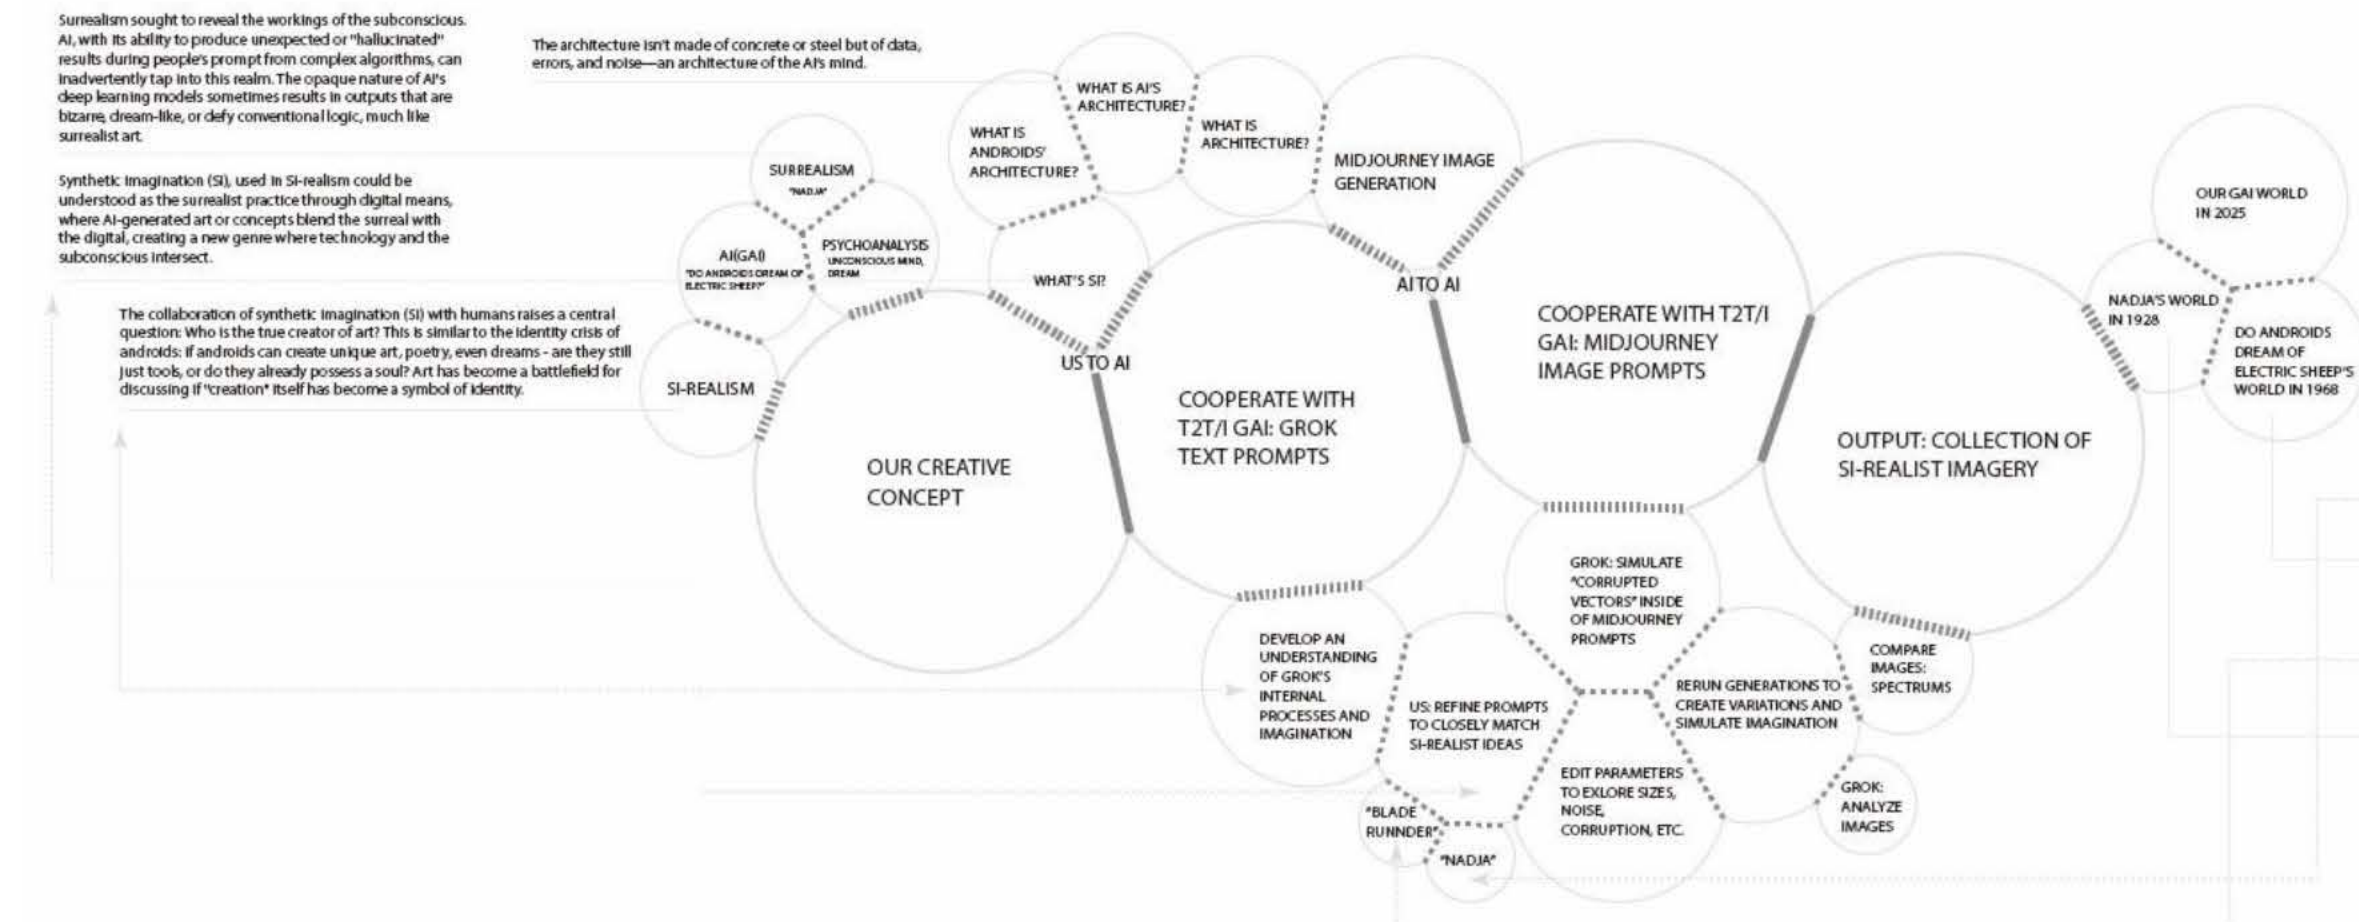 Surrealism sought to reveal the workings of the subconscious.
AI, with its ability to produce unexpected or "hallucinated"
results during people's prompt from complex algorithms, can
inadvertently tap into this realm. The opaque nature of AI's
deep learning models sometimes results in outputs that are
bizarre, dream-like, or defy conventional logic, much like
surrealist art.
Synthetic Imagination (SI), used in SI-realism could be
understood as the surrealist practice through digital means,
where AI-generated art or concepts blend the surreal with
the digital, creating a new genre where technology and the
subconscious intersect.
The collaboration of synthetic imagination (SI) with humans raises a central
question: Who is the true creator of art? This is similar to the identity crisis of
androids: if androids can create unique art, poetry, even dreams - are they still
just tools, or do they already possess a soul? Art has become a battlefield for
discussing if "creation" itself has become a symbol of identity.
The architecture isn't made of concrete or steel but of data,
errors, and noise—an architecture of the AI's mind.
SURREALISM
"NADJA"
AI(GAI)
"DO ANDROIDS DREAM OF
ELECTRIC SHEEP?"
PSYCHOANALYSIS
UNCONSCIOUS MIND,
DREAM
SI-REALISM
OUR CREATIVE
CONCEPT
WHAT IS
ANDROIDS'
ARCHITECTURE?
WHAT IS AI'S
ARCHITECTURE?
WHAT IS
ARCHITECTURE?
WHAT'S SI?
US TO AI
COOPERATE WITH
T2T/I GAI: GROK
TEXT PROMPTS
MIDJOURNEY IMAGE
GENERATION
AI TO AI
COOPERATE WITH T2T/I
GAI: MIDJOURNEY
IMAGE PROMPTS
OUTPUT: COLLECTION OF
SI-REALIST IMAGERY
OUR GAI WORLD
IN 2025
NADJA'S WORLD
IN 1928
DO ANDROIDS
DREAM OF
ELECTRIC SHEEP'S
WORLD IN 1968
DEVELOP AN
UNDERSTANDING
OF GROK'S
INTERNAL
PROCESSES AND
IMAGINATION
US: REFINE PROMPTS
TO CLOSELY MATCH
SI-REALIST IDEAS
"BLADE
RUNNDER"
"NADJA"
GROK: SIMULATE
"CORRUPTED
VECTORS" INSIDE
OF MIDJOURNEY
PROMPTS
EDIT PARAMETERS
TO EXLORE SIZES,
NOISE,
CORRUPTION, ETC.
RERUN GENERATIONS TO
CREATE VARIATIONS AND
SIMULATE IMAGINATION
COMPARE
IMAGES:
SPECTRUMS
GROK:
ANALYZE
IMAGES